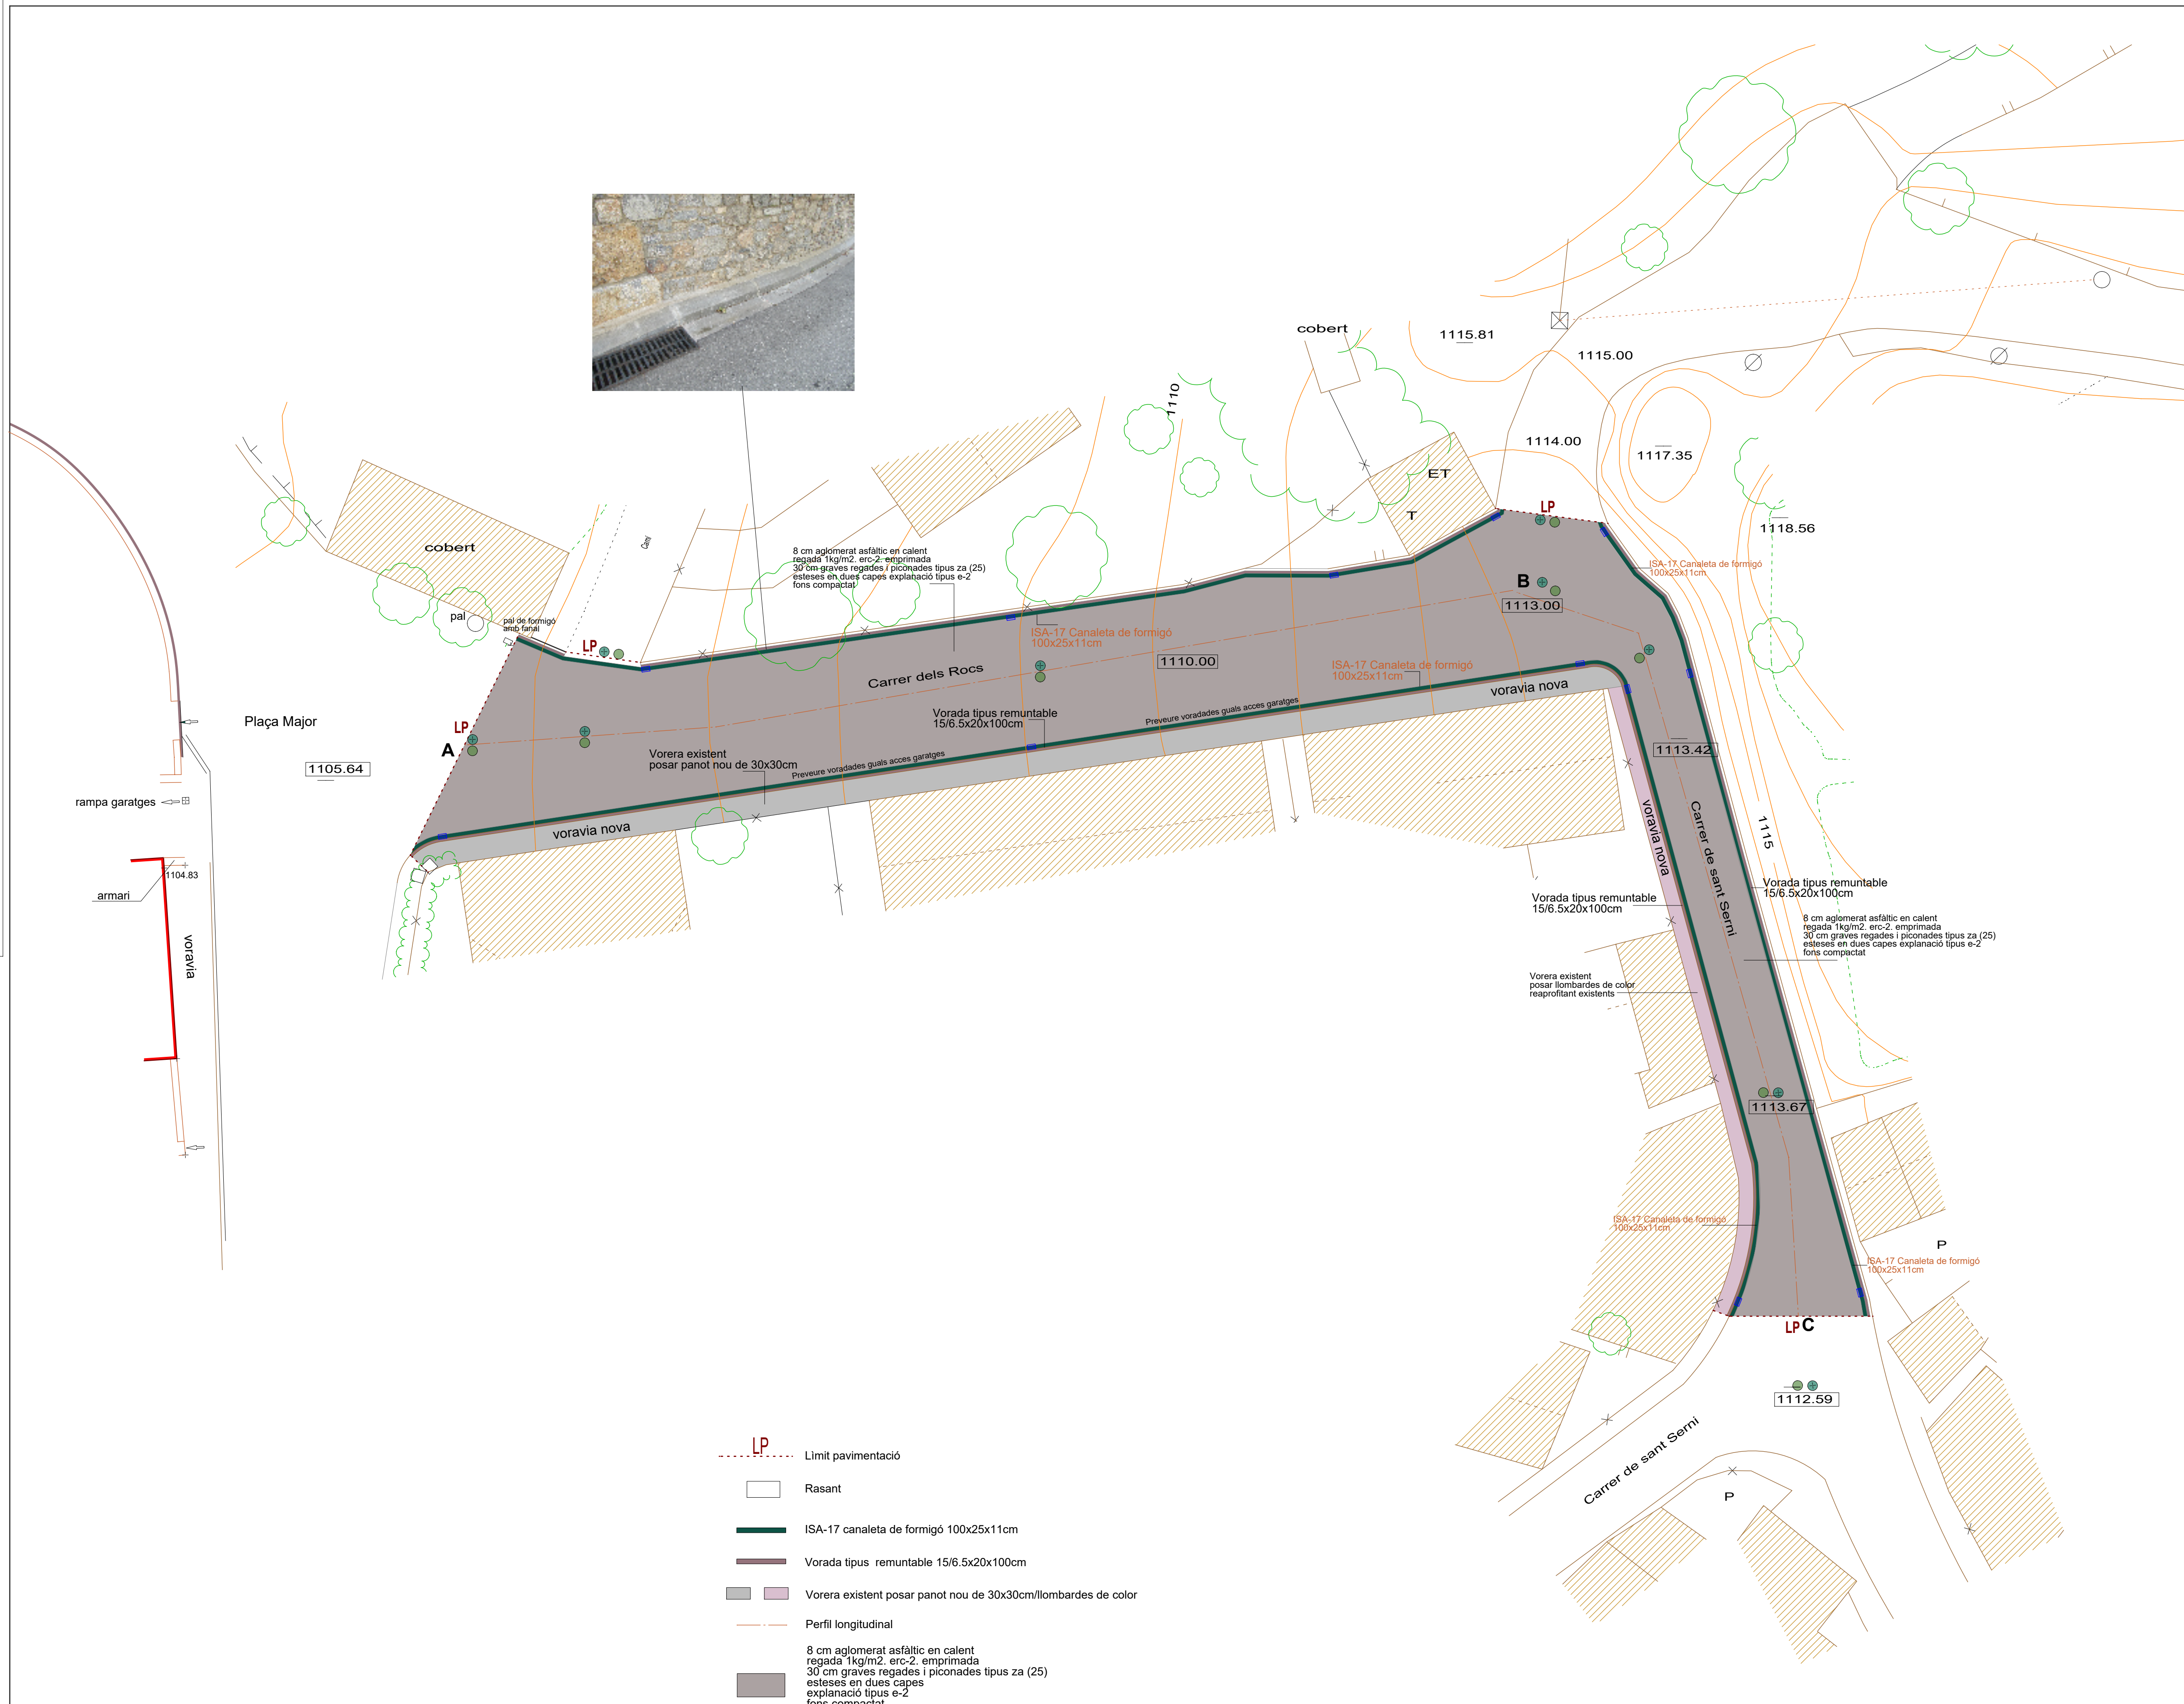 cobert
1115.81
1115.00
1110
1114.00
1117.35
ET
T
LP
1118.56
cobert
Camí
8 cm aglomerat asfàltic en calent
regada 1kg/m2. erc-2. emprimada
30 cm graves regades i piconades tipus za (25)
esteses en dues capes explanació tipus e-2
fons compactat
ISA-17 Canaleta de formigó
100x25x11cm
B
1113.00
pal
pal de formigó
amb fanal
LP
ISA-17 Canaleta de formigó
100x25x11cm
1110.00
ISA-17 Canaleta de formigó
100x25x11cm
Carrer dels Rocs
voravia nova
Plaça Major
LP
A
Vorada tipus remuntable
15/6.5x20x100cm
Preveure voradades guals acces garatges
Vorera existent
posar panot nou de 30x30cm
Preveure voradades guals acces garatges
1113.42
1105.64
rampa garatges
voravia nova
voravia nova
Carrer de sant Serni
1115
1104.83
armari
voravia
Vorada tipus remuntable
15/6.5x20x100cm
Vorada tipus remuntable
15/6.5x20x100cm
8 cm aglomerat asfàltic en calent
regada 1kg/m2. erc-2. emprimada
30 cm graves regades i piconades tipus za (25)
esteses en dues capes explanació tipus e-2
fons compactat
Vorera existent
posar llombardes de color
reaprofitant existents
1113.67
ISA-17 Canaleta de formigó
100x25x11cm
P
ISA-17 Canaleta de formigó
100x25x11cm
LP C
1112.59
Carrer de sant Serni
P
LP
Lìmit pavimentació
Rasant
ISA-17 canaleta de formigó 100x25x11cm
Vorada tipus remuntable 15/6.5x20x100cm
Vorera existent posar panot nou de 30x30cm/llombardes de color
Perfil longitudinal
8 cm aglomerat asfàltic en calent
regada 1kg/m2. erc-2. emprimada
30 cm graves regades i piconades tipus za (25)
esteses en dues capes
explanació tipus e-2
fons compactat